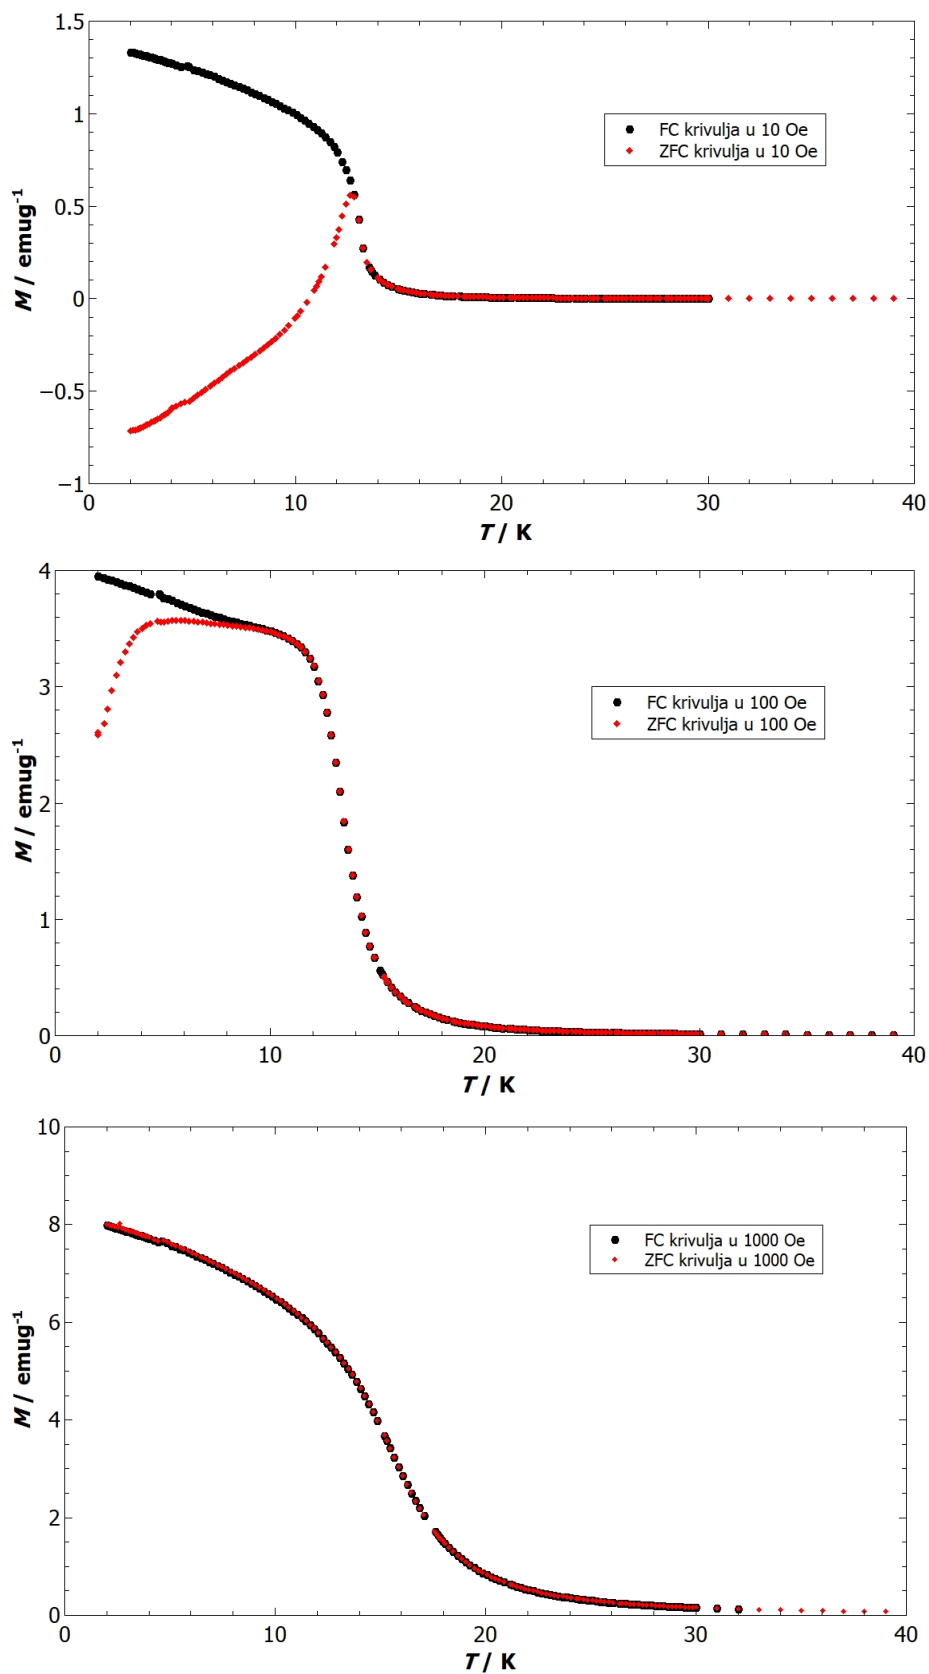 1.5
1
0.5
0
−0.5
−1
M / emug-1
FC krivulja u 10 Oe
ZFC krivulja u 10 Oe
0 10 20 30 40
T / K
4
3
2
1
0
M / emug-1
FC krivulja u 100 Oe
ZFC krivulja u 100 Oe
0 10 20 30 40
T / K
10
8
6
4
2
0
M / emug-1
FC krivulja u 1000 Oe
ZFC krivulja u 1000 Oe
0 10 20 30 40
T / K